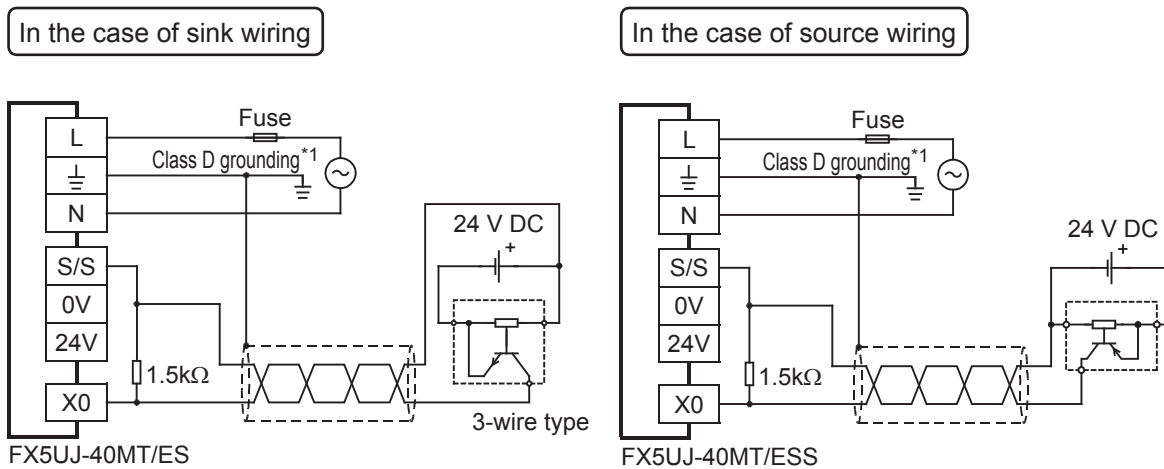 In the case of sink wiring
L
Fuse
Class D grounding*1
N
S/S
0V
24V
X0
1.5kΩ
24 V DC
+
3-wire type
FX5UJ-40MT/ES
In the case of source wiring
L
Fuse
Class D grounding*1
N
S/S
0V
24V
X0
1.5kΩ
24 V DC
+
FX5UJ-40MT/ESS